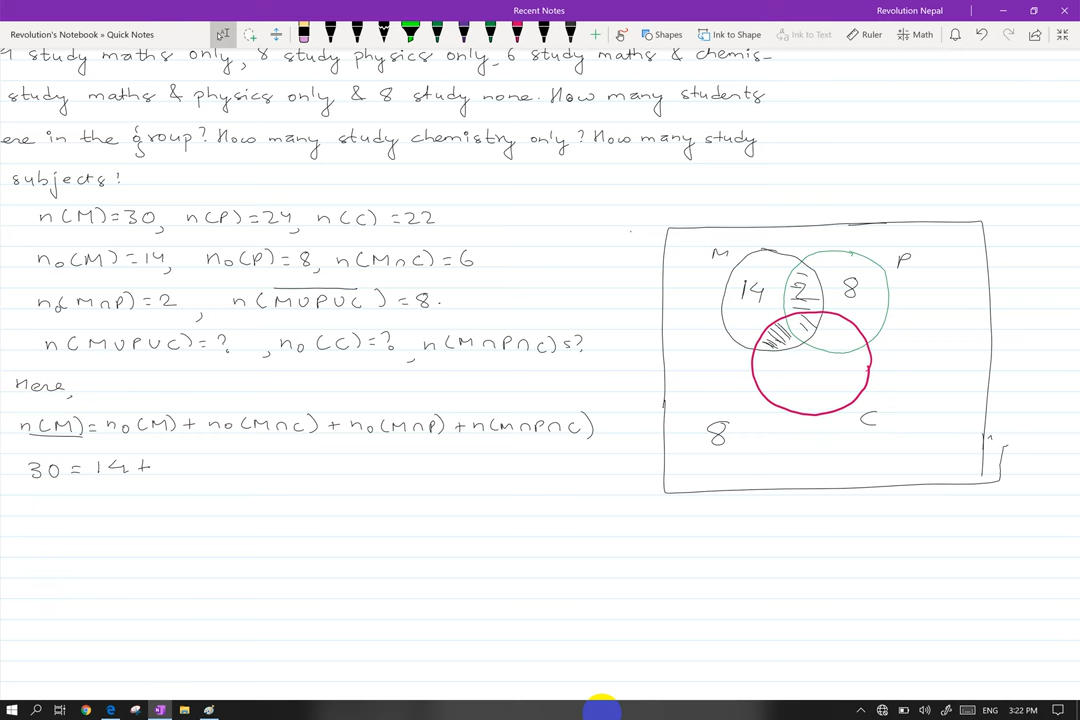 Recent Notes
Revolution Nepal
Revolution's Notebook » Quick Notes
Shapes
Ink to Shape
Ink to Text
Ruler
Math
study maths only, 8 study physics only, 6 study maths & chemis-
study maths & physics only & 8 study none. How many students
ere in the group? How many study chemistry only? How many study
subjects?
n(M)=30, n(P)=24, n(C)=22
n₀(M)=14, n₀(P)=8, n(M∩C)=6
n₀(M∩P)=2, n(\overline{M∪P∪C})=8.
n(M∪P∪C)=?, n₀(C)=?, n(M∩P∩C)=?
Here,
n(M)=n₀(M)+n₀(M∩C)+n₀(M∩P)+n(M∩P∩C)
30=14+
M
P
14
2
8
C
8
ENG
3:22 PM